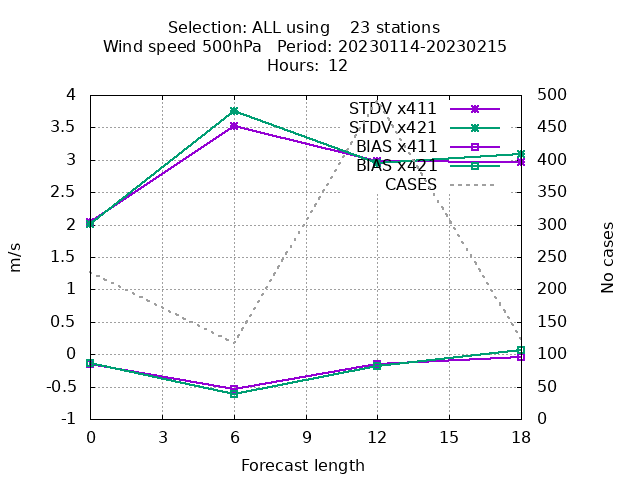 Selection: ALL using    23 stations
Wind speed 500hPa   Period: 20230114-20230215
Hours: 12
4
3.5
3
2.5
2
1.5
1
0.5
0
-0.5
-1
m/s
STDV x411
STDV x421
BIAS x411
BIAS x421
CASES
500
450
400
350
300
250
200
150
100
50
0
No cases
0 3 6 9 12 15 18
Forecast length